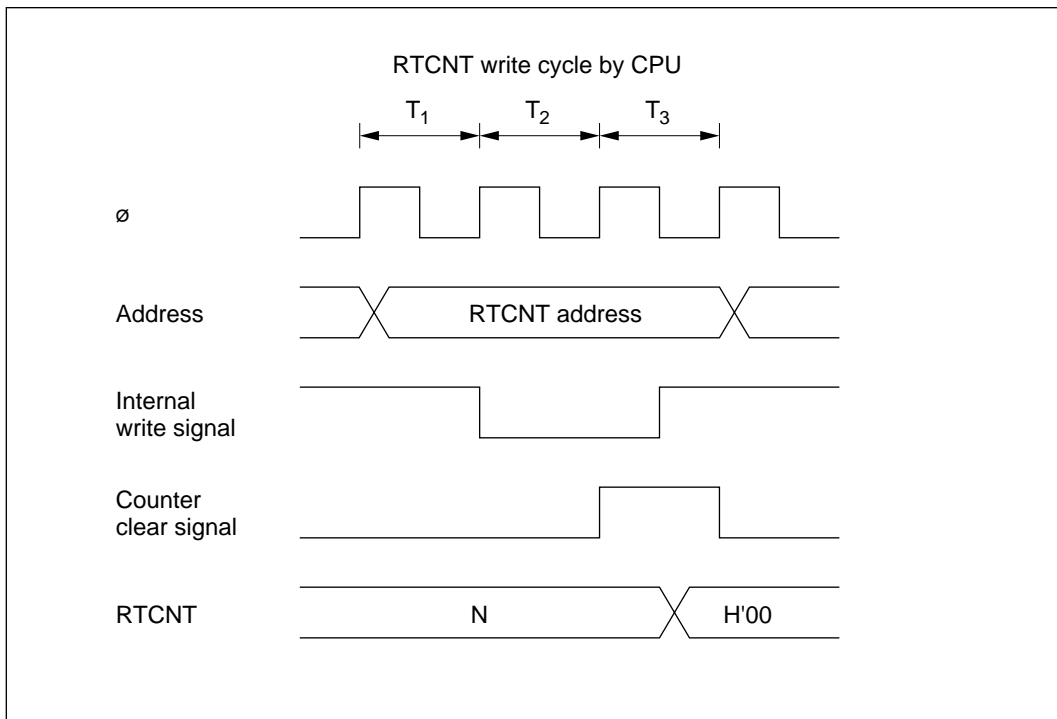 RTCNT write cycle by CPU
T1 T2 T3
ø
Address
RTCNT address
Internal
write signal
Counter
clear signal
RTCNT
N
H'00